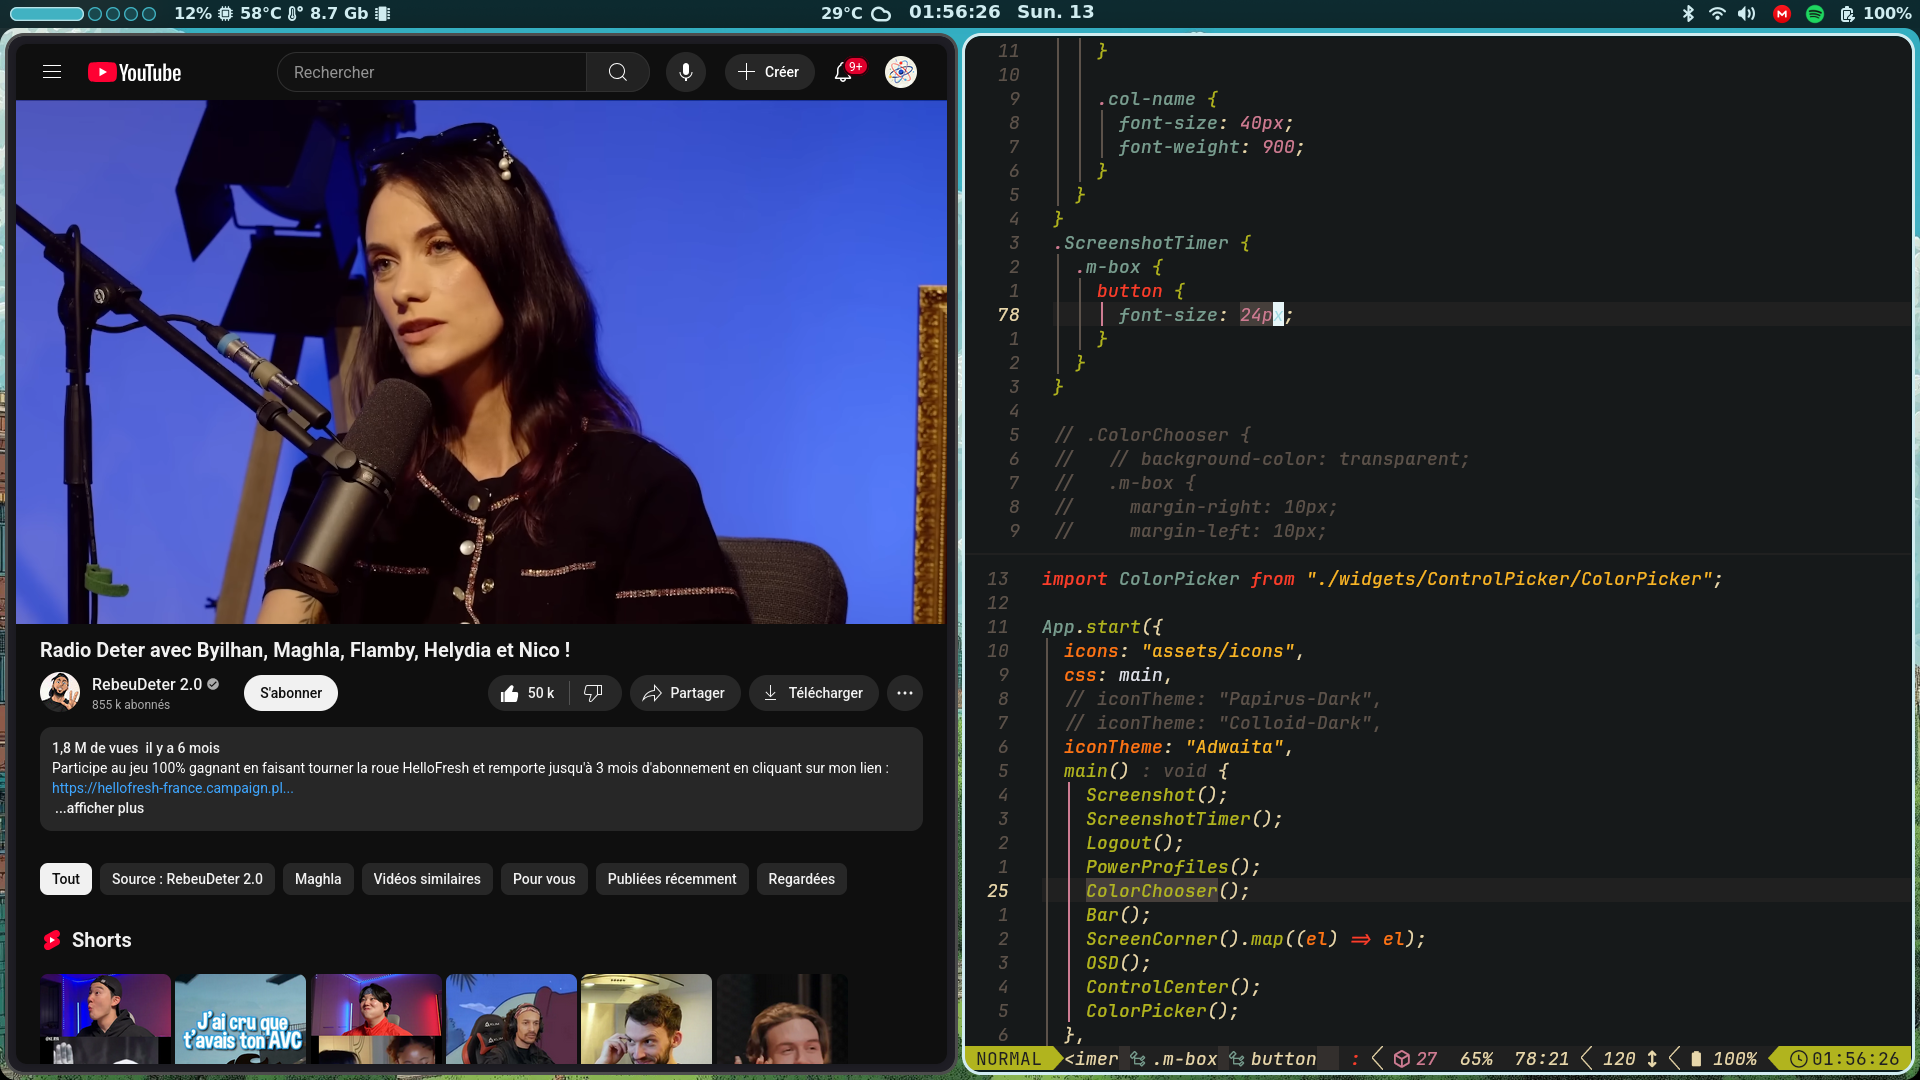 12% 58°C 8.7 Gb
29°C 01:56:26 Sun. 13
100%
YouTube
Rechercher
Créer
9+
Radio Deter avec Byilhan, Maghla, Flamby, Helydia et Nico !
RebeuDeter 2.0
855 k abonnés
S'abonner
50 k
Partager
Télécharger
1,8 M de vues il y a 6 mois
Participe au jeu 100% gagnant en faisant tourner la roue HelloFresh et remporte jusqu'à 3 mois d'abonnement en cliquant sur mon lien :
https://hellofresh-france.campaign.pl...
...afficher plus
Tout
Source : RebeuDeter 2.0
Maghla
Vidéos similaires
Pour vous
Publiées récemment
Regardées
Shorts
J'ai cru que
t'avais ton AVC
11 }
10
9 .col-name {
8 font-size: 40px;
7 font-weight: 900;
6 }
5 }
4 }
3 .ScreenshotTimer {
2 .m-box {
1 button {
78 font-size: 24px;
1 }
2 }
3 }
4
5 // .ColorChooser {
6 // // background-color: transparent;
7 // .m-box {
8 // margin-right: 10px;
9 // margin-left: 10px;
13 import ColorPicker from "./widgets/ControlPicker/ColorPicker";
12
11 App.start({
10 icons: "assets/icons",
9 css: main,
8 // iconTheme: "Papirus-Dark",
7 // iconTheme: "Colloid-Dark",
6 iconTheme: "Adwaita",
5 main() : void {
4 Screenshot();
3 ScreenshotTimer();
2 Logout();
1 PowerProfiles();
25 ColorChooser();
1 Bar();
2 ScreenCorner().map((el) => el);
3 OSD();
4 ControlCenter();
5 ColorPicker();
6 },
NORMAL <imer .m-box button : 27 65% 78:21 120 100% 01:56:26